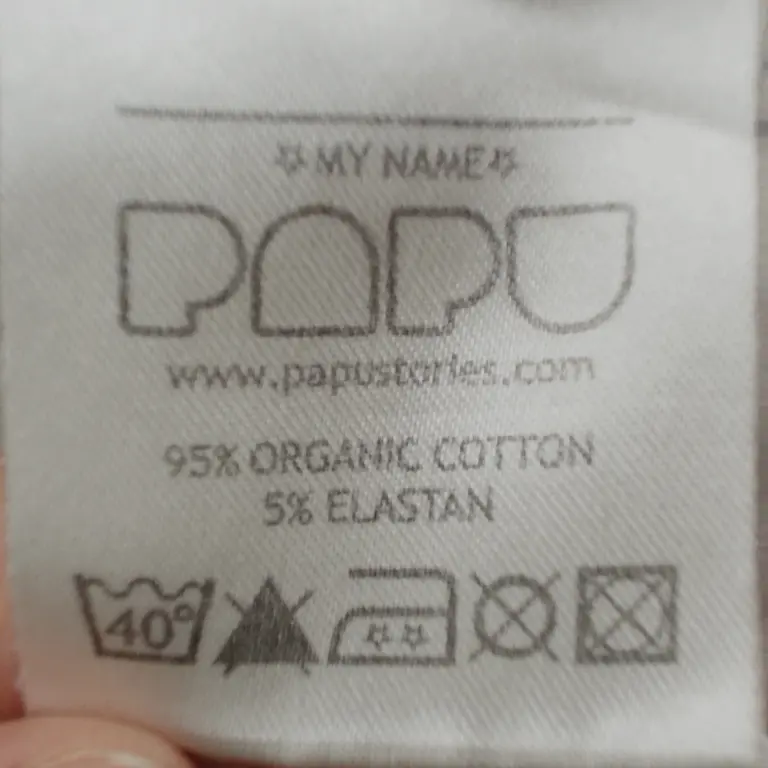 MY NAME
PAPU
www.papustories.com
95% ORGANIC COTTON
5% ELASTAN
40°